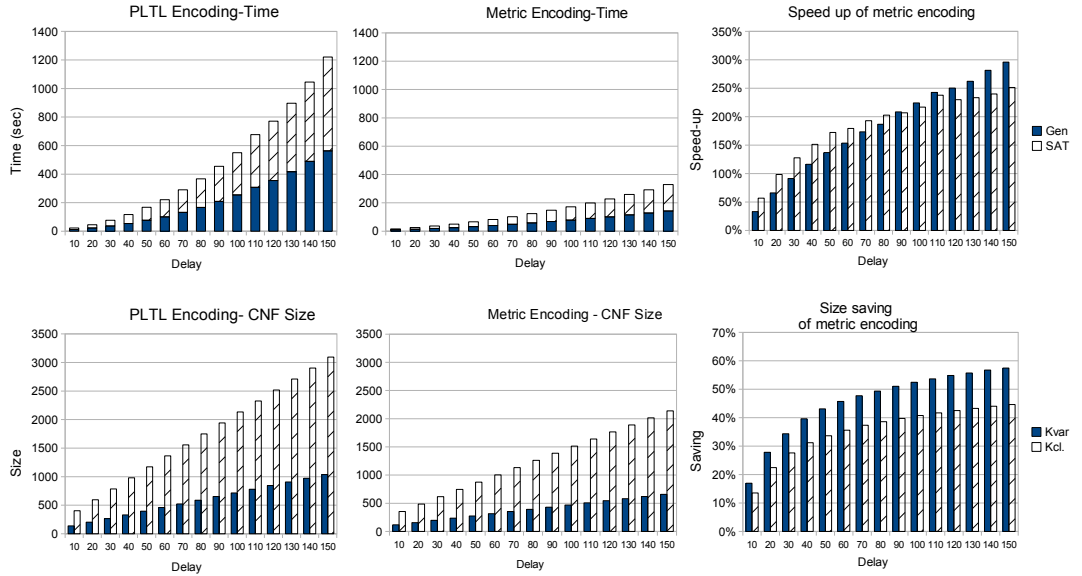 PLTL Encoding-Time
1400
1200
1000
800
600
400
200
0
Time (sec)
10 20 30 40 50 60 70 80 90 100 110 120 130 140 150
Delay
Metric Encoding-Time
1400
1200
1000
800
600
400
200
0
10 20 30 40 50 60 70 80 90 100 110 120 130 140 150
Delay
Speed up of metric encoding
350%
300%
250%
200%
150%
100%
50%
0%
Speed-up
10 20 30 40 50 60 70 80 90 100 110 120 130 140 150
Delay
Gen
SAT
PLTL Encoding- CNF Size
3500
3000
2500
2000
1500
1000
500
0
Size
10 20 30 40 50 60 70 80 90 100 110 120 130 140 150
Delay
Metric Encoding - CNF Size
3500
3000
2500
2000
1500
1000
500
0
10 20 30 40 50 60 70 80 90 100 110 120 130 140 150
Delay
Size saving
of metric encoding
70%
60%
50%
40%
30%
20%
10%
0%
Saving
10 20 30 40 50 60 70 80 90 100 110 120 130 140 150
Delay
Kvar
Kcl.